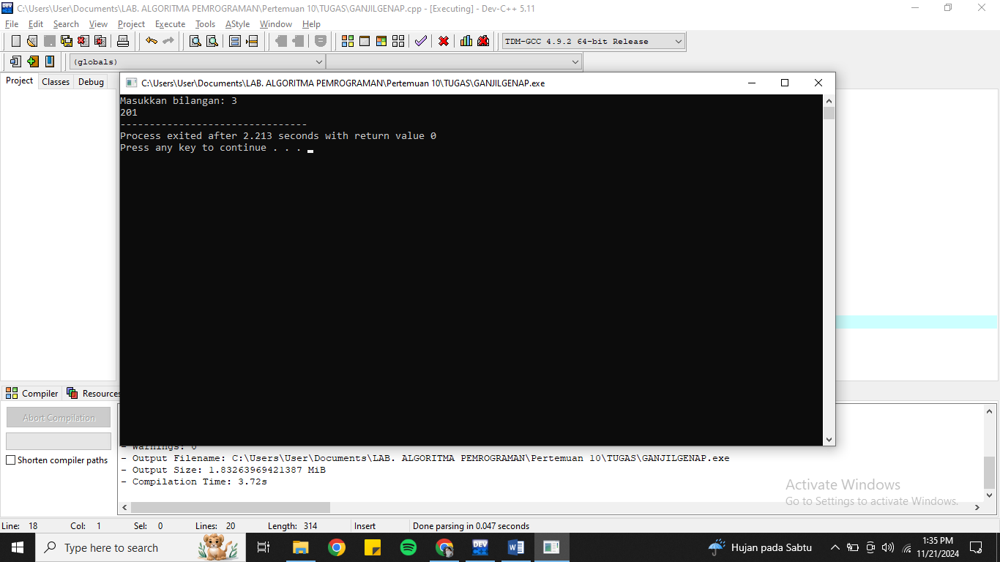 C:\Users\User\Documents\LAB. ALGORITMA PEMROGRAMAN\Pertemuan 10\TUGAS\GANJILGENAP.cpp - [Executing] - Dev-C++ 5.11
File Edit Search View Project Execute Tools AStyle Window Help
TDM-GCC 4.9.2 64-bit Release
(globals)
Project Classes Debug
C:\Users\User\Documents\LAB. ALGORITMA PEMROGRAMAN\Pertemuan 10\TUGAS\GANJILGENAP.exe
Masukkan bilangan: 3
201
--------------------------------
Process exited after 2.213 seconds with return value 0
Press any key to continue . . .
Compiler Resources
Abort Compilation
Shorten compiler paths
- Warnings: 0
- Output Filename: C:\Users\User\Documents\LAB. ALGORITMA PEMROGRAMAN\Pertemuan 10\TUGAS\GANJILGENAP.exe
- Output Size: 1.83263969421387 MiB
- Compilation Time: 3.72s
Activate Windows
Go to Settings to activate Windows.
Line: 18 Col: 1 Sel: 0 Lines: 20 Length: 314 Insert Done parsing in 0.047 seconds
Type here to search
DEV
Hujan pada Sabtu
1:35 PM
11/21/2024